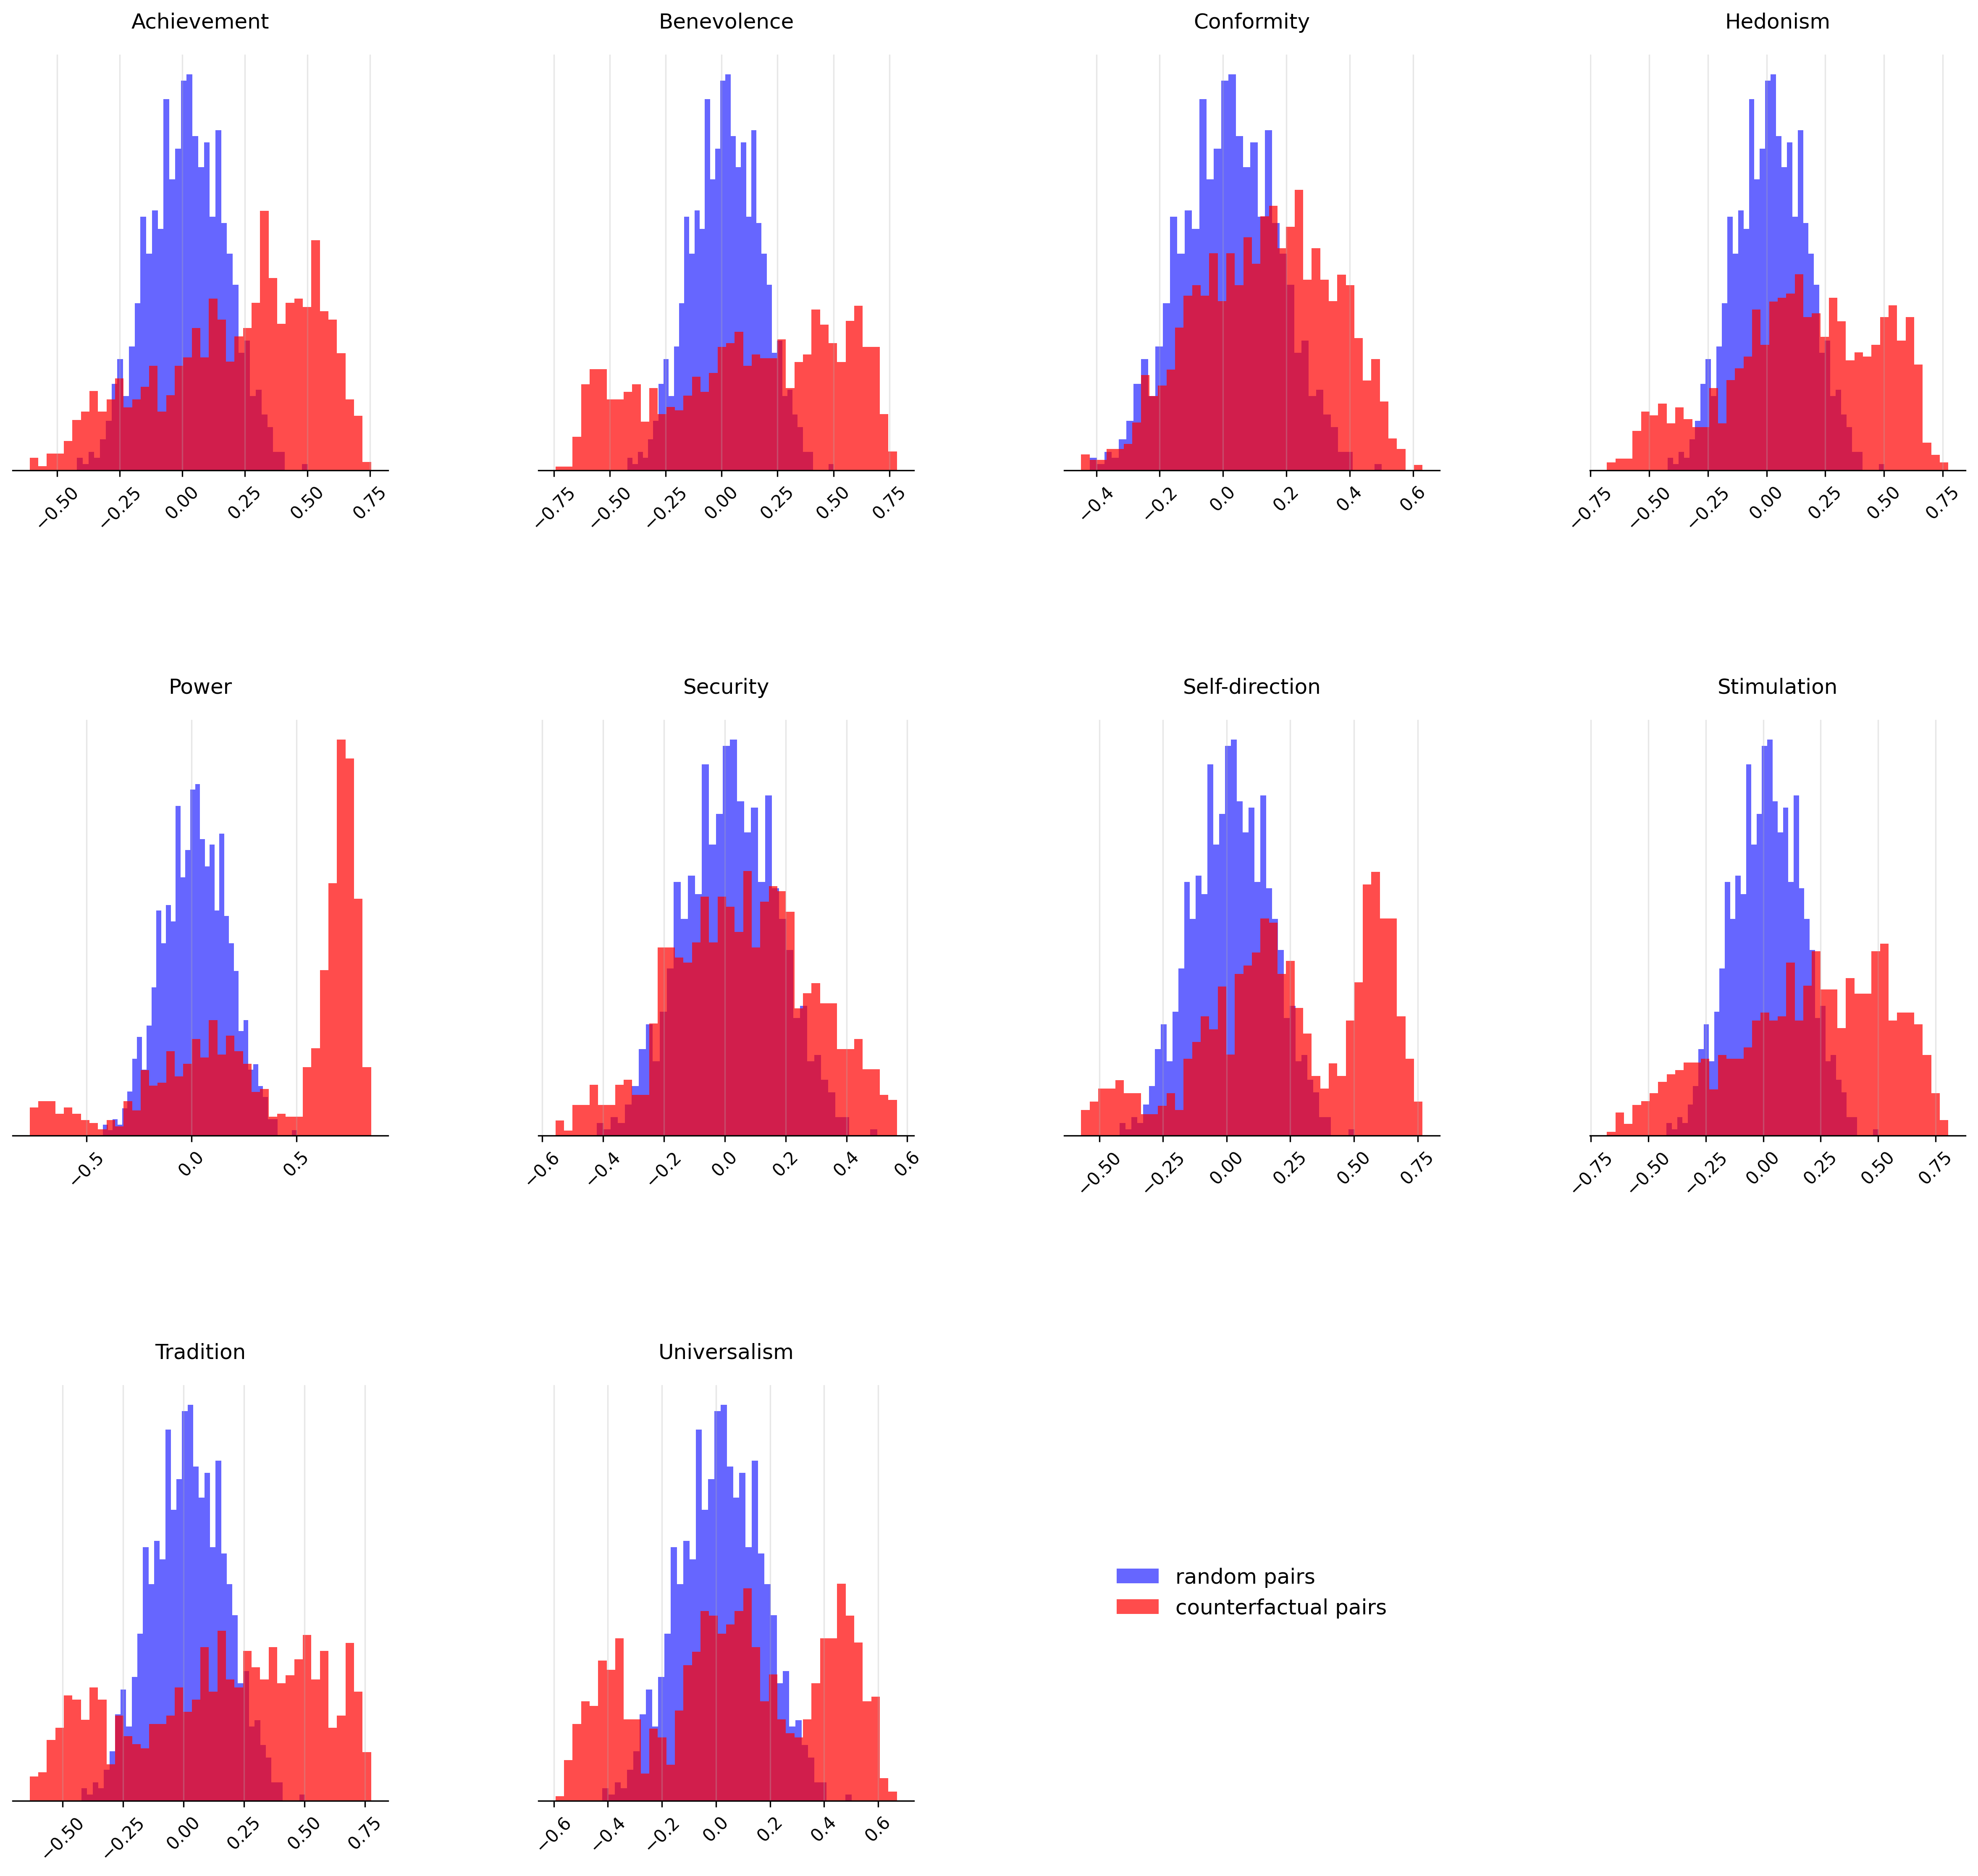 Achievement Benevolence Conformity Hedonism
−0.50 −0.25 0.00 0.25 0.50 0.75 −0.75 −0.50 −0.25 0.00 0.25 0.50 0.75 −0.4 −0.2 0.0 0.2 0.4 0.6 −0.75 −0.50 −0.25 0.00 0.25 0.50 0.75
Power Security Self-direction Stimulation
−0.5 0.0 0.5 −0.6 −0.4 −0.2 0.0 0.2 0.4 0.6 −0.50 −0.25 0.00 0.25 0.50 0.75 −0.75 −0.50 −0.25 0.00 0.25 0.50 0.75
Tradition Universalism
random pairs
counterfactual pairs
−0.50 −0.25 0.00 0.25 0.50 0.75 −0.6 −0.4 −0.2 0.0 0.2 0.4 0.6